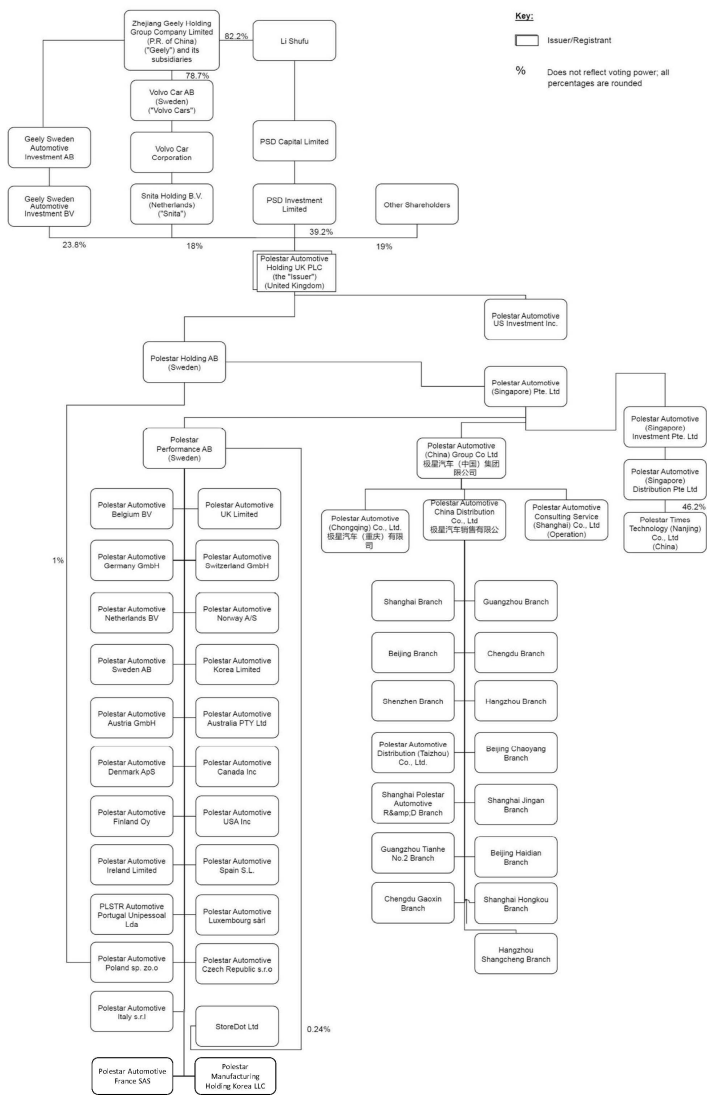 Key:
Issuer/Registrant
% Does not reflect voting power; all
percentages are rounded
Zhejiang Geely Holding
Group Company Limited
(P.R. of China)
("Geely") and its
subsidiaries
82.2%
Li Shufu
78.7%
Volvo Car AB
(Sweden)
("Volvo Cars")
Geely Sweden
Automotive
Investment AB
Volvo Car
Corporation
PSD Capital Limited
Geely Sweden
Automotive
Investment BV
Snita Holding B.V.
(Netherlands)
("Snita")
PSD Investment
Limited
Other Shareholders
23.8%
18%
39.2%
19%
Polestar Automotive
Holding UK PLC
(the "Issuer")
(United Kingdom)
Polestar Automotive
US Investment Inc.
Polestar Holding AB
(Sweden)
Polestar Automotive
(Singapore) Pte. Ltd
Polestar
Performance AB
(Sweden)
Polestar Automotive
(China) Group Co Ltd
极星汽车（中国）集团
限公司
Polestar Automotive
(Singapore)
Investment Pte. Ltd
Polestar Automotive
(Singapore)
Distribution Pte Ltd
46.2%
Polestar Times
Technology (Nanjing)
Co., Ltd
(China)
Polestar Automotive
(Chongqing) Co., Ltd.
极星汽车（重庆）有限
司
Polestar Automotive
China Distribution
Co., Ltd
极星汽车销售有限公
Polestar Automotive
Consulting Service
(Shanghai) Co., Ltd
(Operation)
1%
Polestar Automotive
Belgium BV
Polestar Automotive
UK Limited
Polestar Automotive
Germany GmbH
Polestar Automotive
Switzerland GmbH
Polestar Automotive
Netherlands BV
Polestar Automotive
Norway A/S
Polestar Automotive
Sweden AB
Polestar Automotive
Korea Limited
Polestar Automotive
Austria GmbH
Polestar Automotive
Australia PTY Ltd
Polestar Automotive
Denmark ApS
Polestar Automotive
Canada Inc
Polestar Automotive
Finland Oy
Polestar Automotive
USA Inc
Polestar Automotive
Ireland Limited
Polestar Automotive
Spain S.L.
PLSTR Automotive
Portugal Unipessoal
Lda
Polestar Automotive
Luxembourg sàrl
Polestar Automotive
Poland sp. zo.o
Polestar Automotive
Czech Republic s.r.o
Polestar Automotive
Italy s.r.l
StoreDot Ltd
0.24%
Polestar Automotive
France SAS
Polestar
Manufacturing
Holding Korea LLC
Shanghai Branch
Guangzhou Branch
Beijing Branch
Chengdu Branch
Shenzhen Branch
Hangzhou Branch
Polestar Automotive
Distribution (Taizhou)
Co., Ltd.
Beijing Chaoyang
Branch
Shanghai Polestar
Automotive
R&amp;D Branch
Shanghai Jingan
Branch
Guangzhou Tianhe
No.2 Branch
Beijing Haidian
Branch
Chengdu Gaoxin
Branch
Shanghai Hongkou
Branch
Hangzhou
Shangcheng Branch